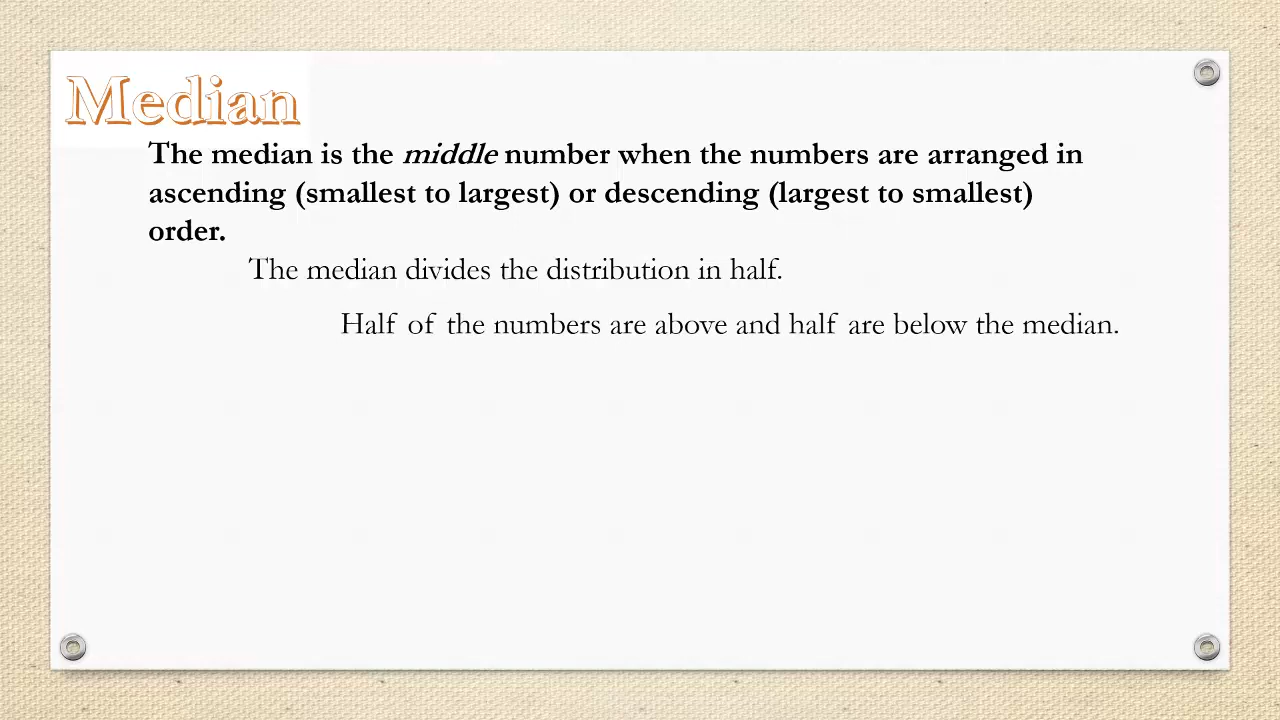 Median
The median is the middle number when the numbers are arranged in
ascending (smallest to largest) or descending (largest to smallest)
order.
The median divides the distribution in half.
Half of the numbers are above and half are below the median.